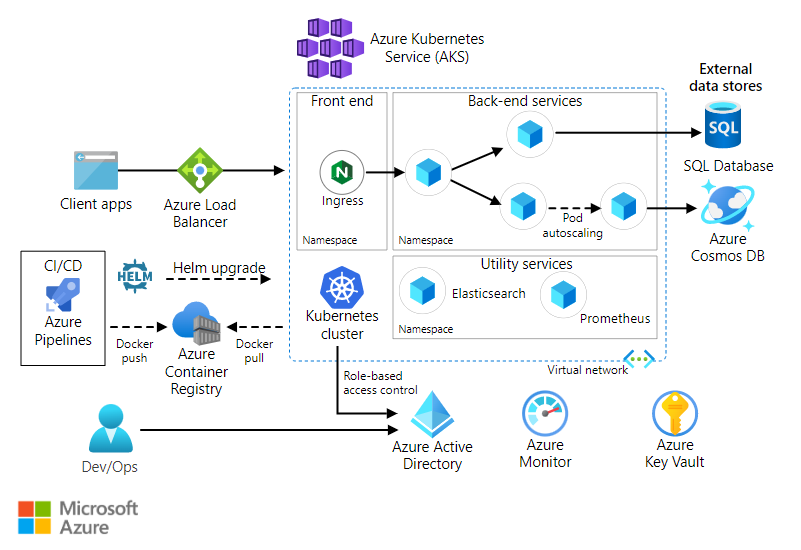 Azure Kubernetes
Service (AKS)
External
data stores
Front end
Back-end services
SQL
SQL Database
N
Ingress
Client apps
Azure Load
Balancer
Pod
autoscaling
Namespace
Namespace
Azure
Cosmos DB
CI/CD
HELM
Helm upgrade
Utility services
Elasticsearch
Prometheus
Namespace
Kubernetes
cluster
Azure
Pipelines
Docker
push
Azure
Container
Registry
Docker
pull
Virtual network
Role-based
access control
Dev/Ops
Azure Active
Directory
Azure
Monitor
Azure
Key Vault
Microsoft
Azure